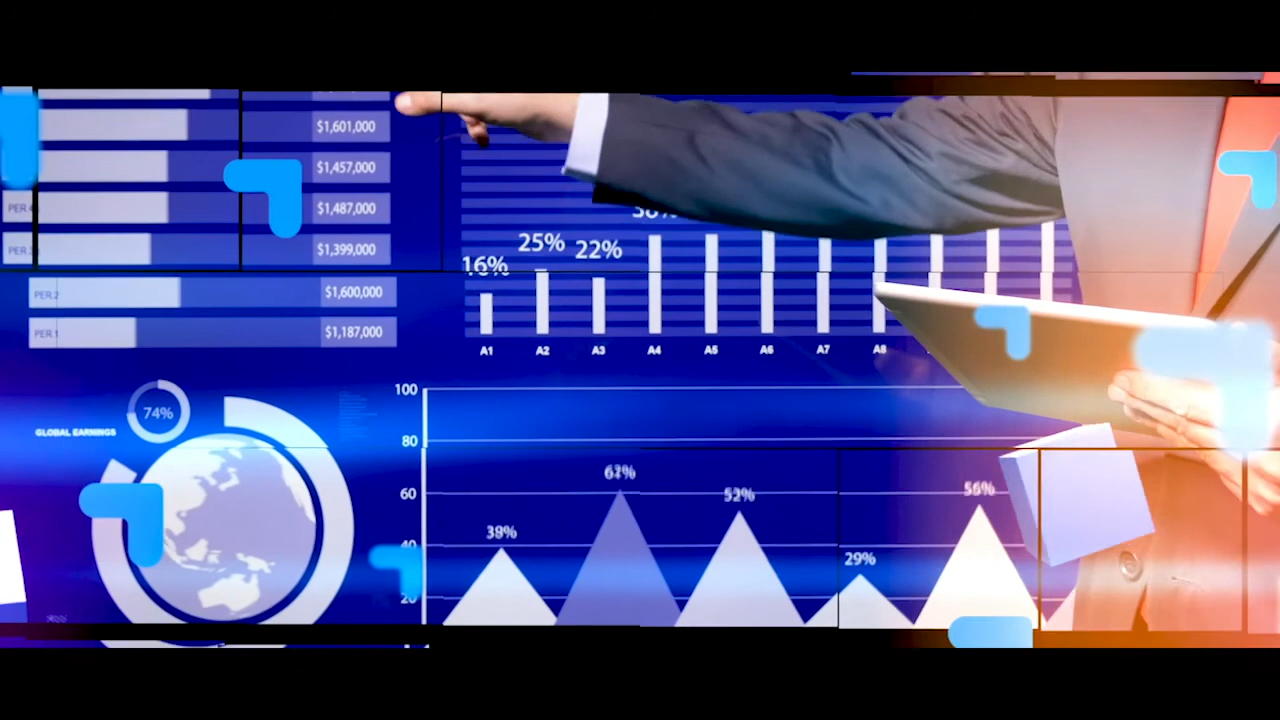 $1,601,000
$1,457,000
PER.4 $1,487,000
$1,399,000
PER.2 $1,600,000
PER.1 $1,187,000
16% 25% 22% 38%
A1 A2 A3 A4 A5 A6 A7 A8
74%
GLOBAL EARNINGS
100
80
60
40
20
38% 67% 52% 29% 56%